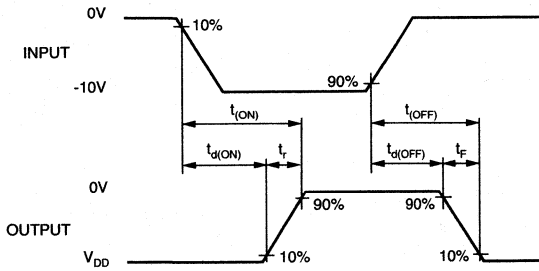 0V
10%
INPUT
90%
-10V
t(ON)
t(OFF)
td(ON)
tr
td(OFF)
tF
0V
90%
90%
OUTPUT
10%
10%
VDD